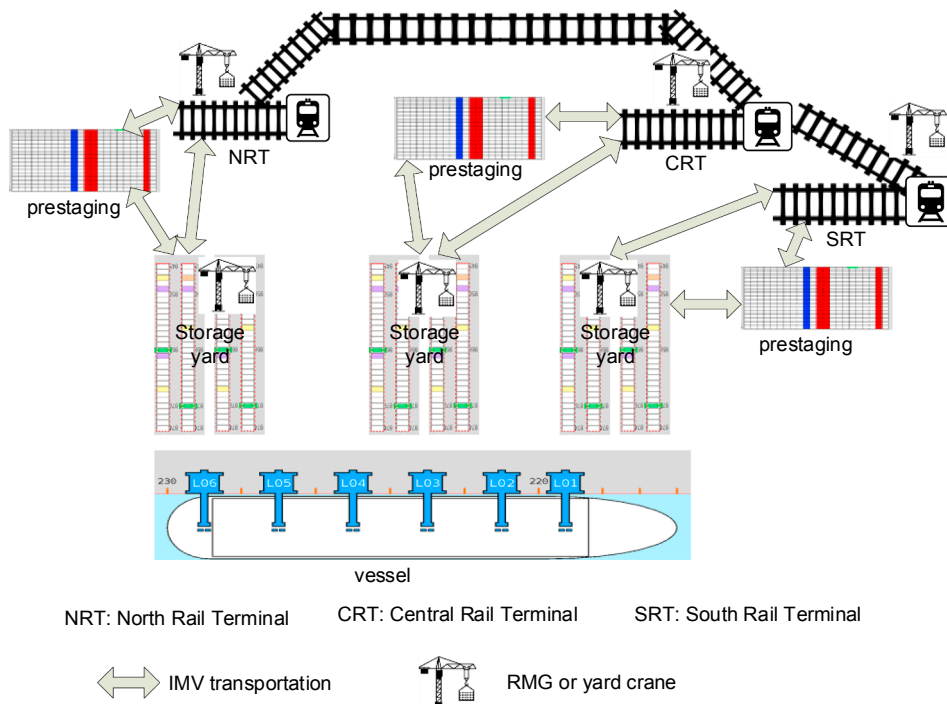 NRT
CRT
prestaging
prestaging
SRT
Storage
yard
Storage
yard
Storage
yard
prestaging
230
L06
L05
L04
L03
L02
220
L01
vessel
NRT: North Rail Terminal
CRT: Central Rail Terminal
SRT: South Rail Terminal
IMV transportation
RMG or yard crane